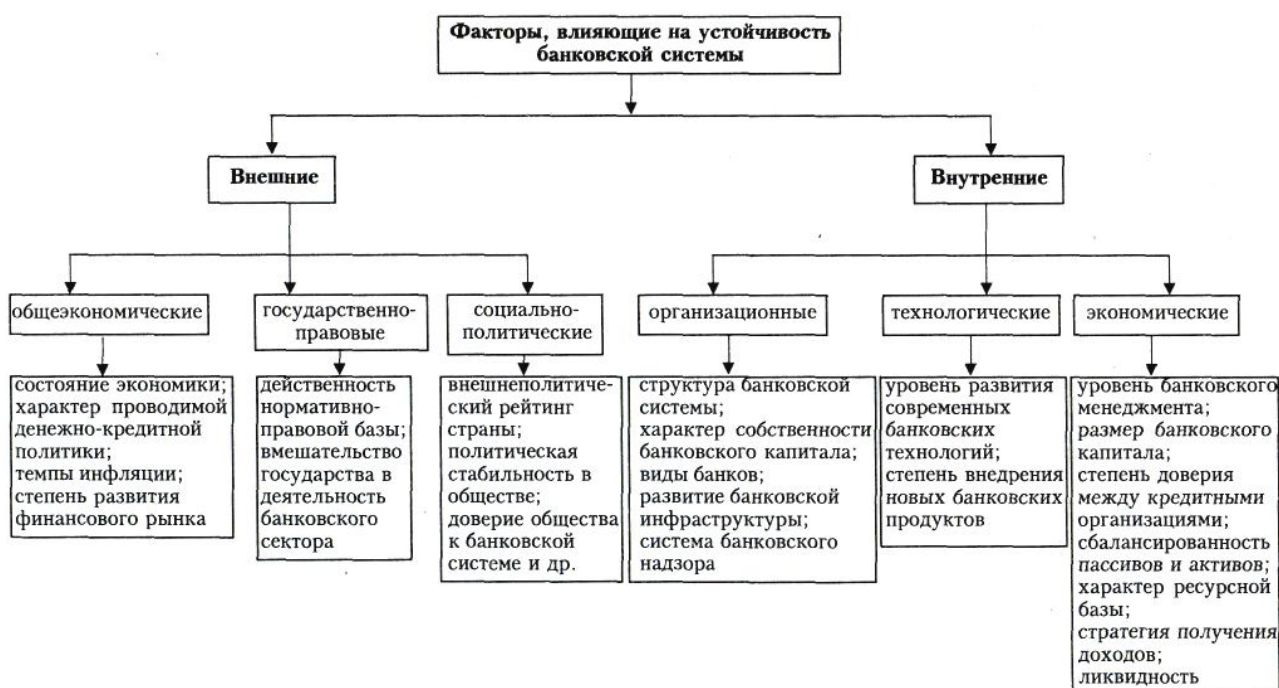 Факторы, влияющие на устойчивость
банковской системы
Внешние
Внутренние
общеэкономические
государственно-
правовые
социально-
политические
организационные
технологические
экономические
состояние экономики;
характер проводимой
денежно-кредитной
политики;
темпы инфляции;
степень развития
финансового рынка
действенность
нормативно-
правовой базы;
вмешательство
государства в
деятельность
банковского
сектора
внешнеполитиче-
ский рейтинг
страны;
политическая
стабильность в
обществе;
доверие общества
к банковской
системе и др.
структура банковской
системы;
характер собственности
банковского капитала;
виды банков;
развитие банковской
инфраструктуры;
система банковского
надзора
уровень развития
современных
банковских
технологий;
степень внедрения
новых банковских
продуктов
уровень банковского
менеджмента;
размер банковского
капитала;
степень доверия
между кредитными
организациями;
сбалансированность
пассивов и активов;
характер ресурсной
базы;
стратегия получения
доходов;
ликвидность